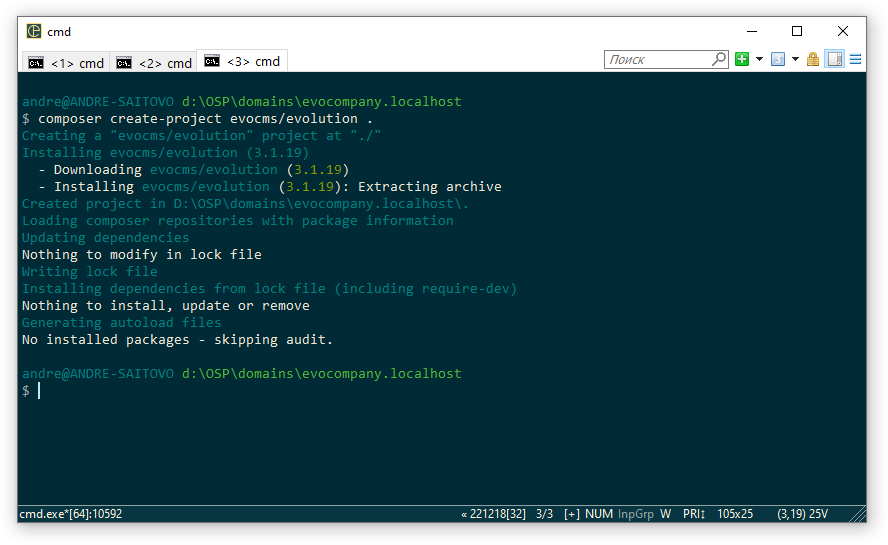 cmd
<1> cmd
<2> cmd
<3> cmd
Поиск
andre@ANDRE-SAITOVO d:\OSP\domains\evocompany.localhost
$ composer create-project evocms/evolution .
Creating a "evocms/evolution" project at "./"
Installing evocms/evolution (3.1.19)
  - Downloading evocms/evolution (3.1.19)
  - Installing evocms/evolution (3.1.19): Extracting archive
Created project in D:\OSP\domains\evocompany.localhost\.
Loading composer repositories with package information
Updating dependencies
Nothing to modify in lock file
Writing lock file
Installing dependencies from lock file (including require-dev)
Nothing to install, update or remove
Generating autoload files
No installed packages - skipping audit.
andre@ANDRE-SAITOVO d:\OSP\domains\evocompany.localhost
$
cmd.exe*[64]:10592 « 221218[32] 3/3 [+] NUM InpGrp W PRI↕ 105x25 (3,19) 25V